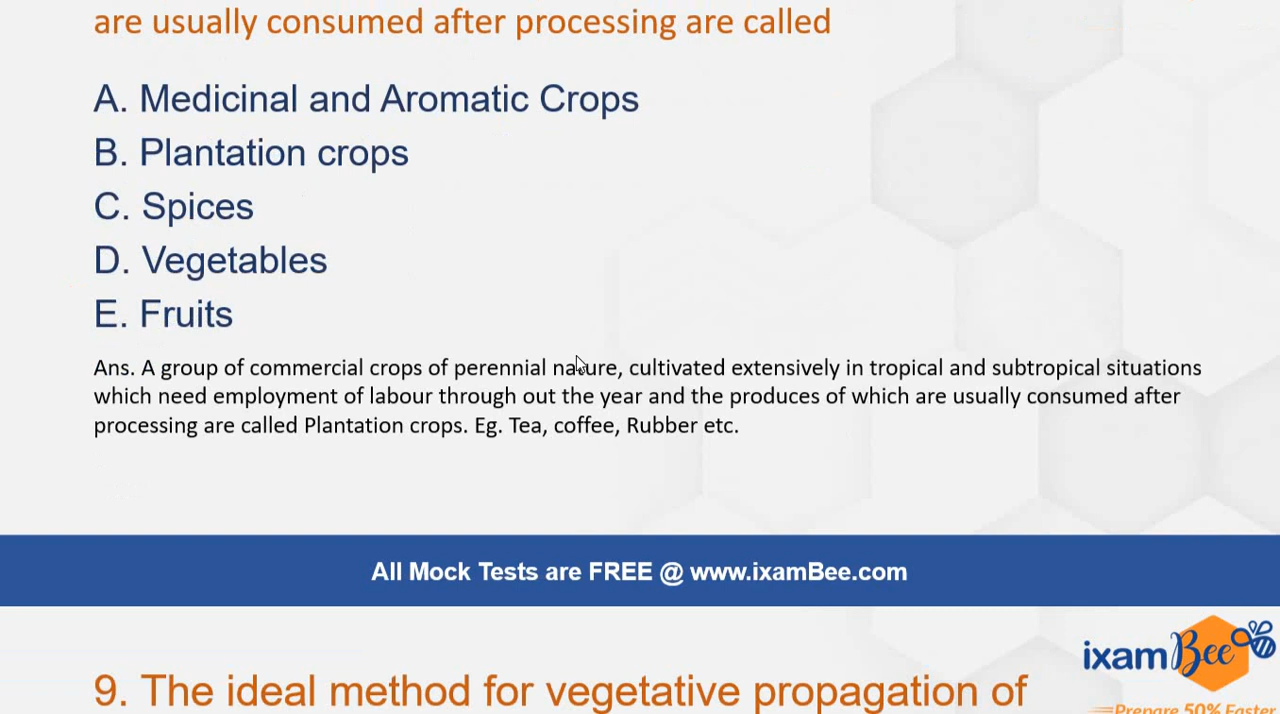 are usually consumed after processing are called
A. Medicinal and Aromatic Crops
B. Plantation crops
C. Spices
D. Vegetables
E. Fruits
Ans. A group of commercial crops of perennial nature, cultivated extensively in tropical and subtropical situations
which need employment of labour through out the year and the produces of which are usually consumed after
processing are called Plantation crops. Eg. Tea, coffee, Rubber etc.
All Mock Tests are FREE @ www.ixamBee.com
ixamBee
9. The ideal method for vegetative propagation of
Prepare 50% Faster